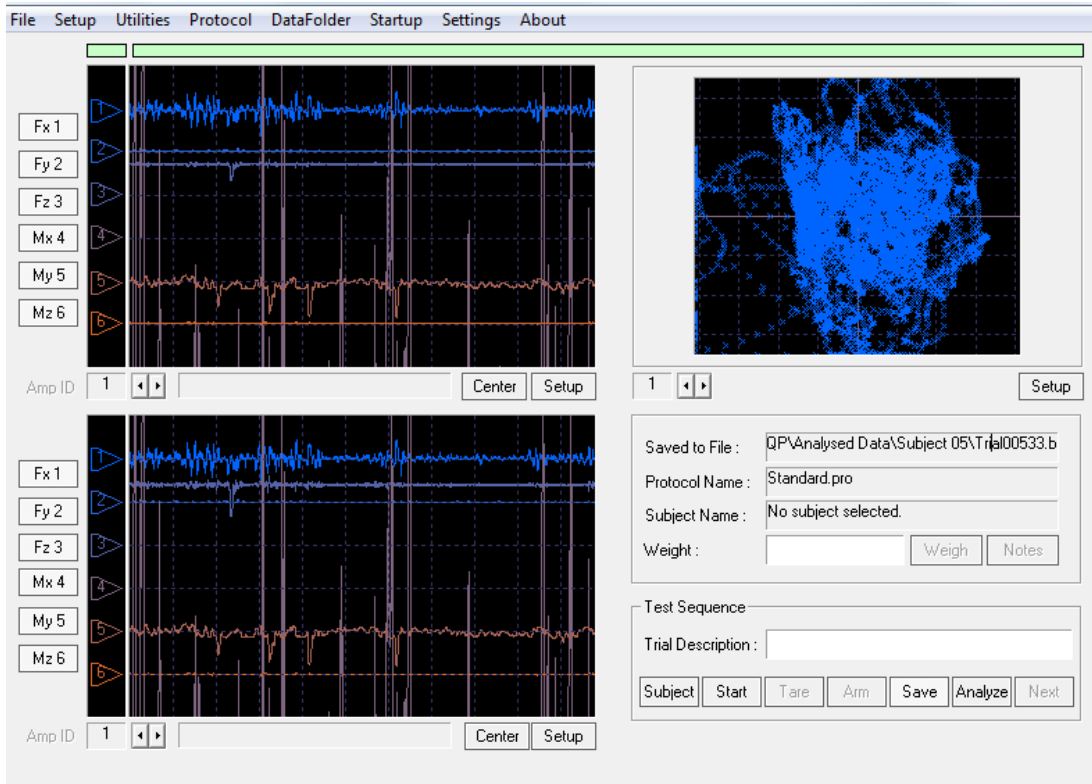 File Setup Utilities Protocol DataFolder Startup Settings About
Fx 1
Fy 2
Fz 3
Mx 4
My 5
Mz 6
1
2
3
4
5
6
Amp ID 1 Center Setup
1 Setup
Fx 1
Fy 2
Fz 3
Mx 4
My 5
Mz 6
1
2
3
4
5
6
Amp ID 1 Center Setup
Saved to File : QP\Analysed Data\Subject 05\Trial00533.b
Protocol Name : Standard.pro
Subject Name : No subject selected.
Weight : Weigh Notes
Test Sequence
Trial Description :
Subject Start Tare Arm Save Analyze Next